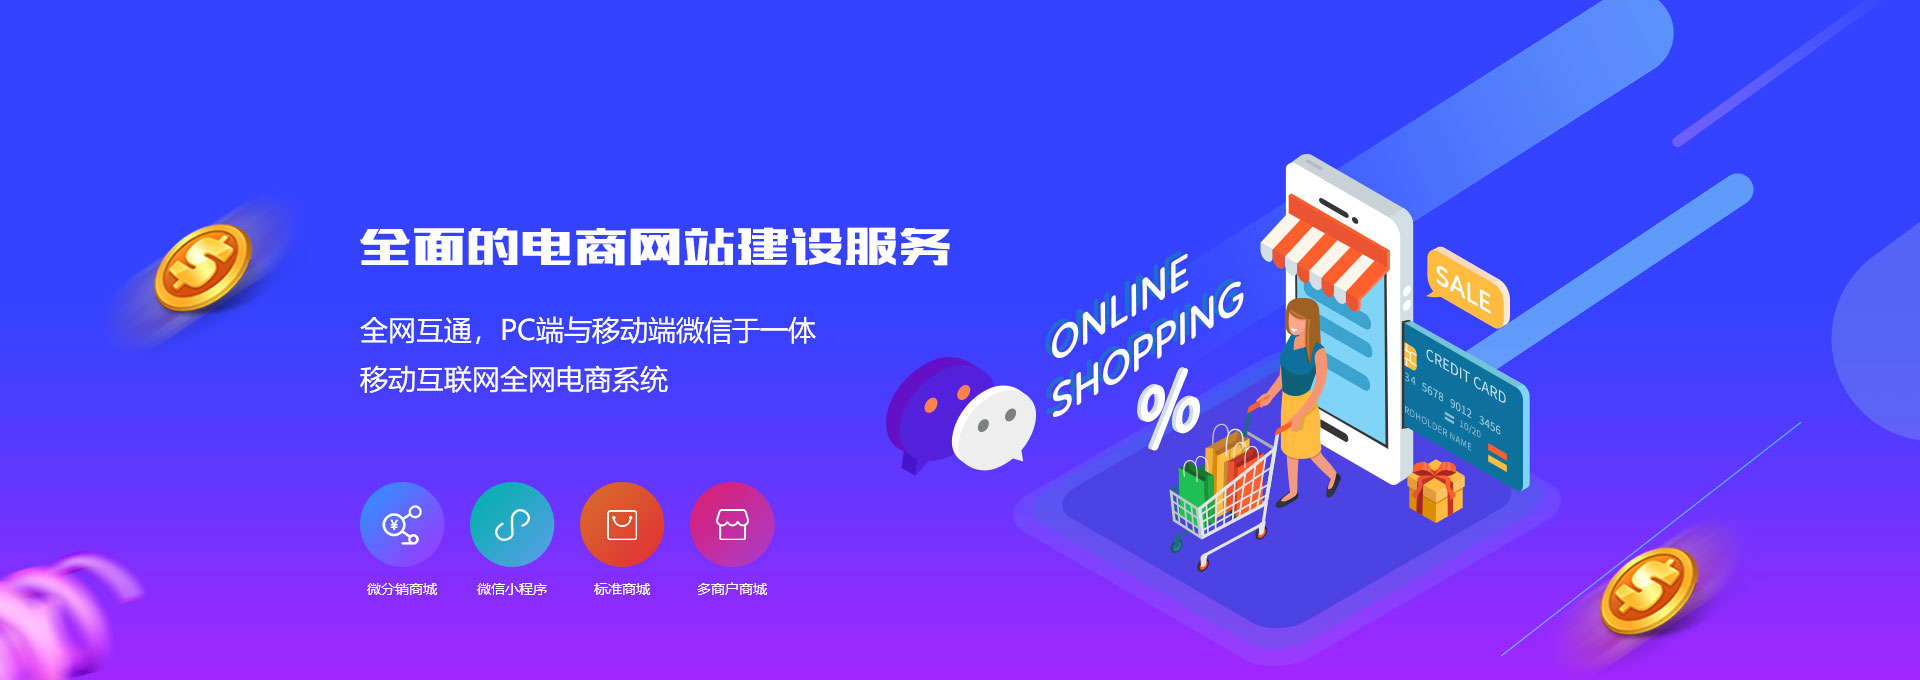 全面的电商网站建设服务
全网互通，PC端与移动端微信于一体
移动互联网全网电商系统
微分销商城
微信小程序
标准商城
多商户商城
ONLINE
SHOPPING
%
SALE
CREDIT CARD
34 5678 9012 3456
10/20
RDHOLDER NAME